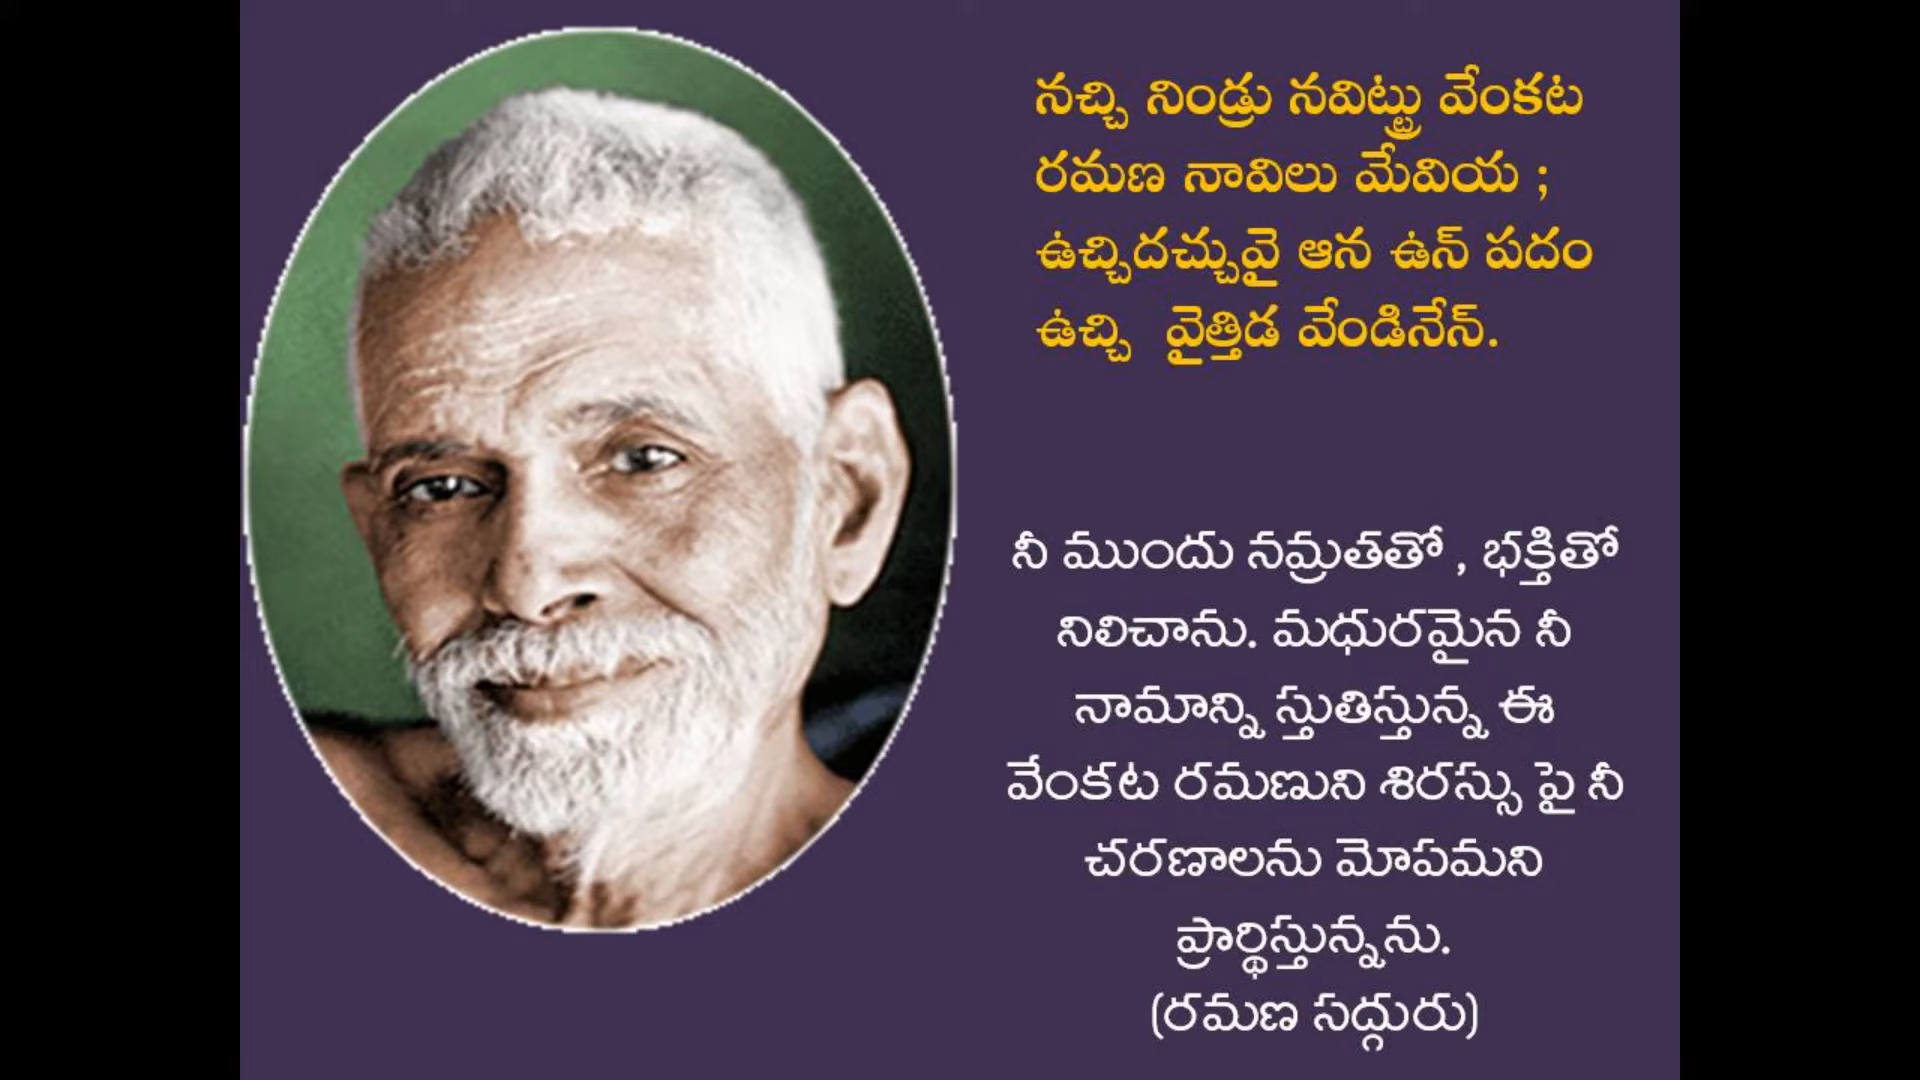 నచ్చి నిండ్రు నవిట్ట్రు వేంకట
రమణ నావిలు మేవియ ;
ఉచ్చిదచ్చువై ఆన ఉన్ పదం
ఉచ్చి వైత్తిడ వేండినేన్.
నీ ముందు నమ్రతతో , భక్తితో
నిలిచాను. మధురమైన నీ
నామాన్ని స్తుతిస్తున్న ఈ
వేంకట రమణుని శిరస్సు పై నీ
చరణాలను మోపమని
ప్రార్థిస్తున్నను.
(రమణ సద్గురు)